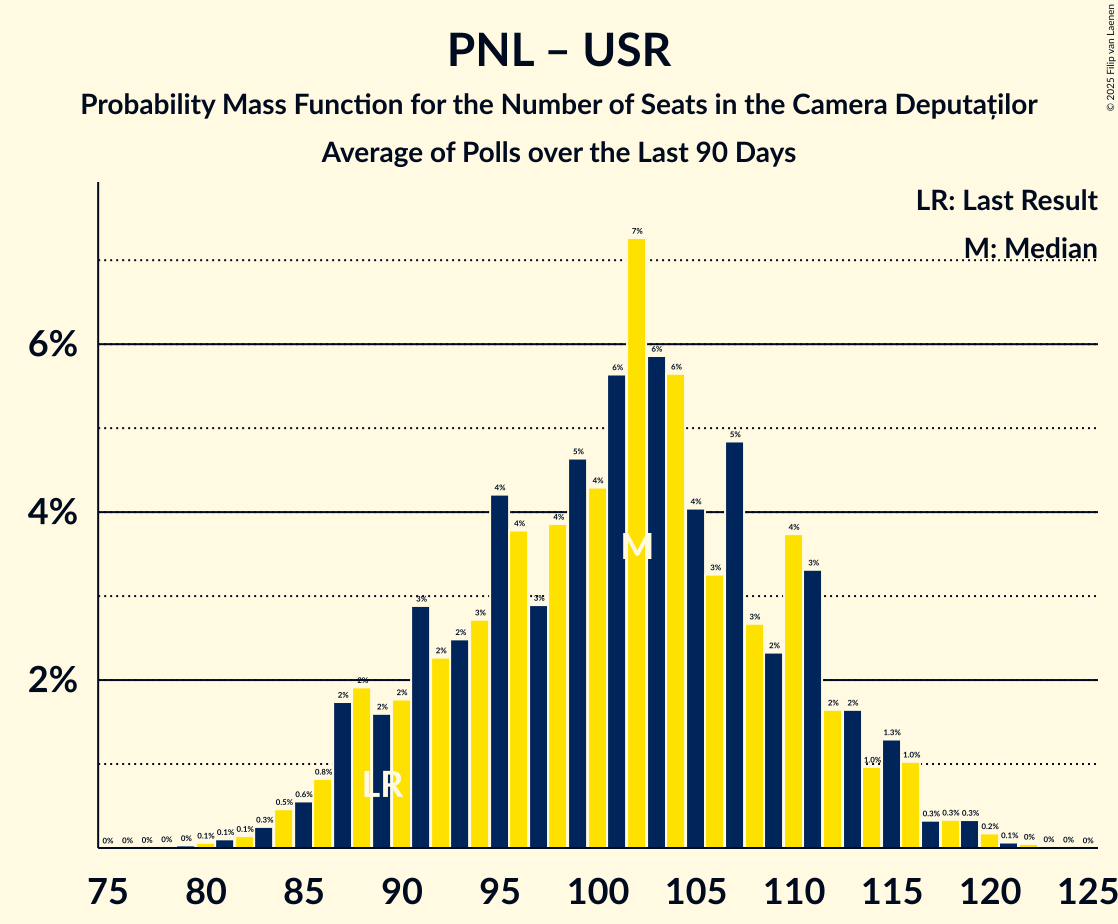 PNL – USR
Probability Mass Function for the Number of Seats in the Camera Deputaților
Average of Polls over the Last 90 Days
© 2025 Filip van Laenen
LR: Last Result
M: Median
6%
4%
2%
0% 0% 0% 0% 0% 0.1% 0.1% 0.1% 0.3% 0.5% 0.6% 0.8% 2% 2% 2% 2% 3% 2% 2% 3% 4% 4% 3% 4% 5% 4% 6% 7% 6% 6% 4% 3% 5% 3% 2% 4% 3% 2% 2% 1.0% 1.3% 1.0% 0.3% 0.3% 0.3% 0.2% 0.1% 0% 0% 0% 0%
M
LR
75 80 85 90 95 100 105 110 115 120 125